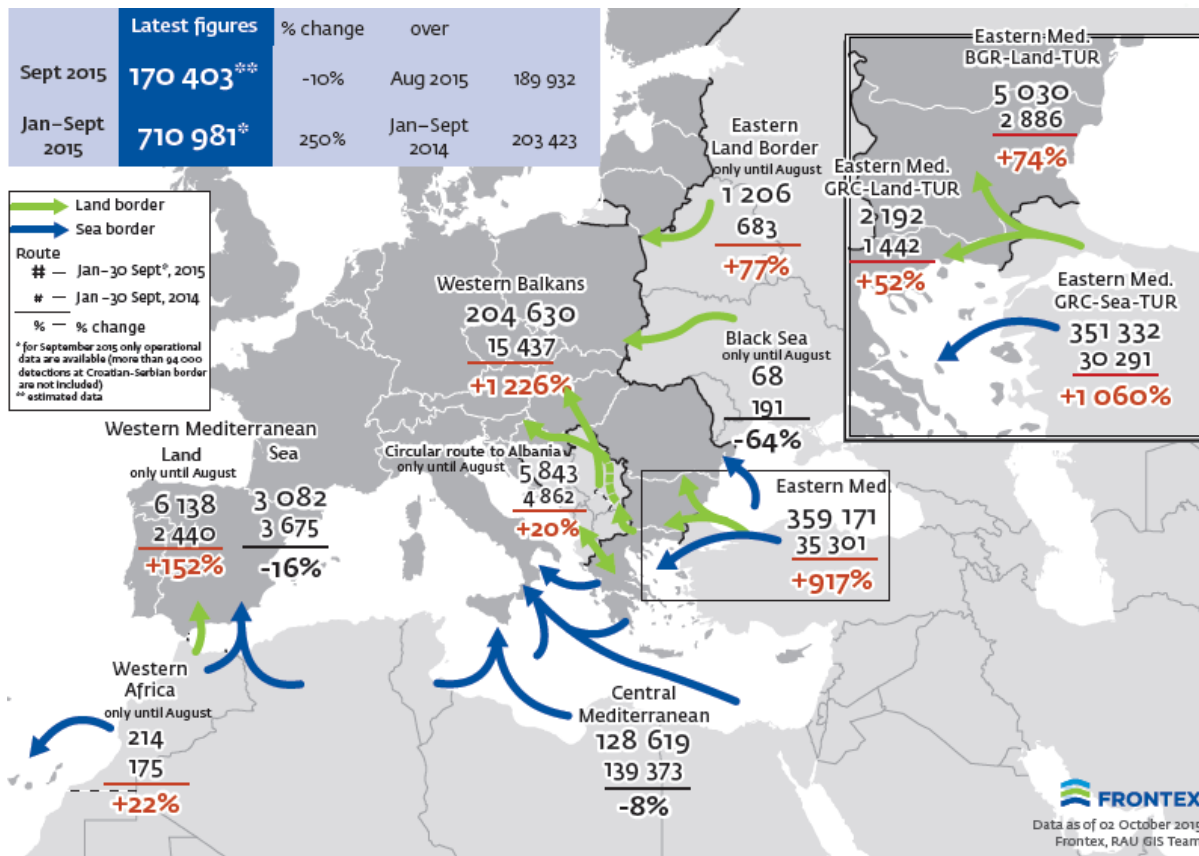 Latest figures % change over
Sept 2015 170 403** -10% Aug 2015 189 932
Jan–Sept 2015 710 981* 250% Jan–Sept 2014 203 423
Land border
Sea border
Route
# — Jan–30 Sept*, 2015
# — Jan –30 Sept, 2014
% — % change
* for September 2015 only operational
data are available (more than 94 000
detections at Croatian-Serbian border
are not included)
** estimated data
Eastern
Land Border
only until August
1 206
683
+77%
Eastern Med.
BGR-Land-TUR
5 030
2 886
+74%
Eastern Med.
GRC-Land-TUR
2 192
1 442
+52%
Eastern Med.
GRC-Sea-TUR
351 332
30 291
+1 060%
Western Balkans
204 630
15 437
+1 226%
Black Sea
only until August
68
191
-64%
Western Mediterranean
Land
only until August
6 138
2 440
+152%
Sea
3 082
3 675
-16%
Circular route to Albania
only until August
5 843
4 862
+20%
Eastern Med.
359 171
35 301
+917%
Western
Africa
only until August
214
175
+22%
Central
Mediterranean
128 619
139 373
-8%
FRONTEX
Data as of 02 October 2015
Frontex, RAU GIS Team